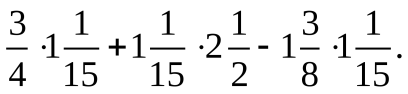 3/4 · 1 1/15 + 1 1/15 · 2 1/2 - 1 3/8 · 1 1/15.